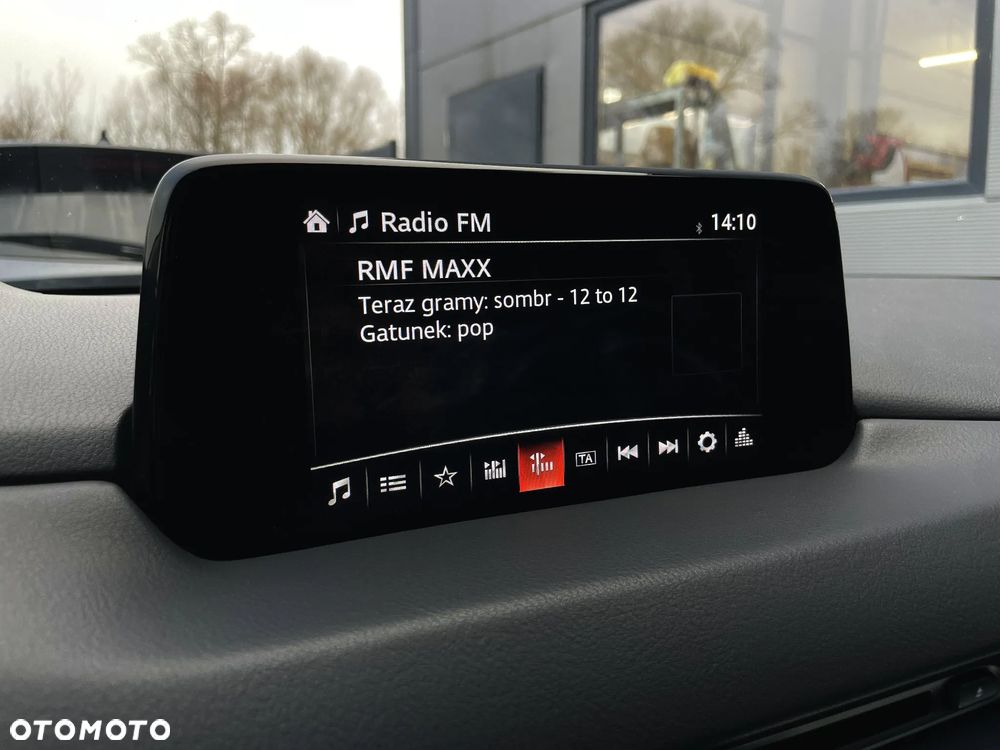 Radio FM
14:10
RMF MAXX
Teraz gramy: sombr - 12 to 12
Gatunek: pop
TA
OTOMOTO